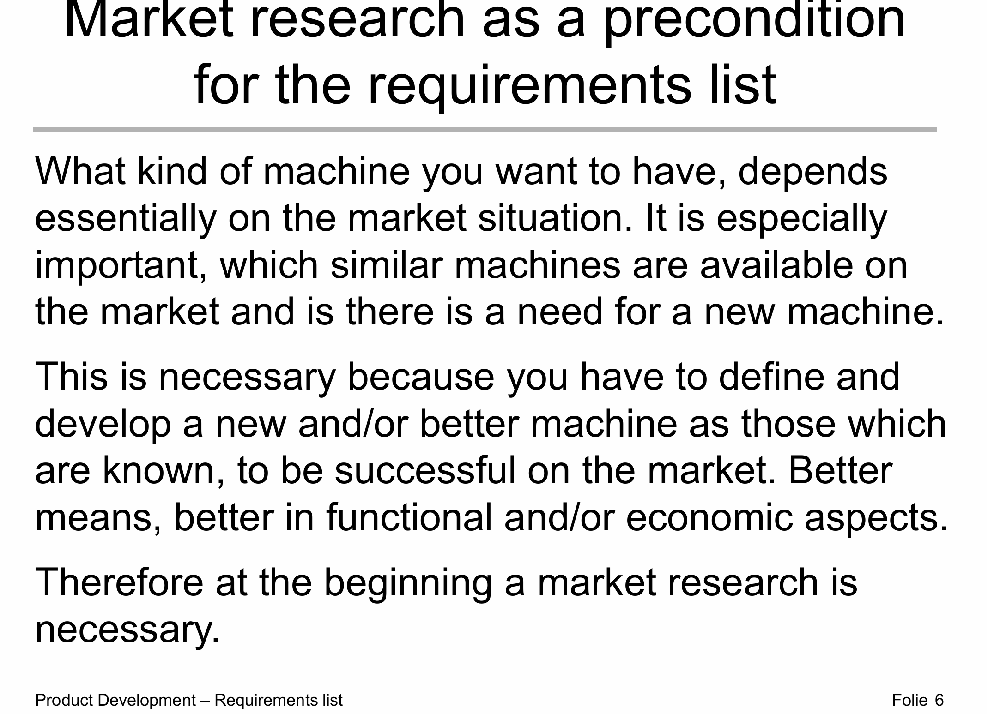 Market research as a precondition
for the requirements list
What kind of machine you want to have, depends
essentially on the market situation. It is especially
important, which similar machines are available on
the market and is there is a need for a new machine.
This is necessary because you have to define and
develop a new and/or better machine as those which
are known, to be successful on the market. Better
means, better in functional and/or economic aspects.
Therefore at the beginning a market research is
necessary.
Product Development – Requirements list
Folie 6